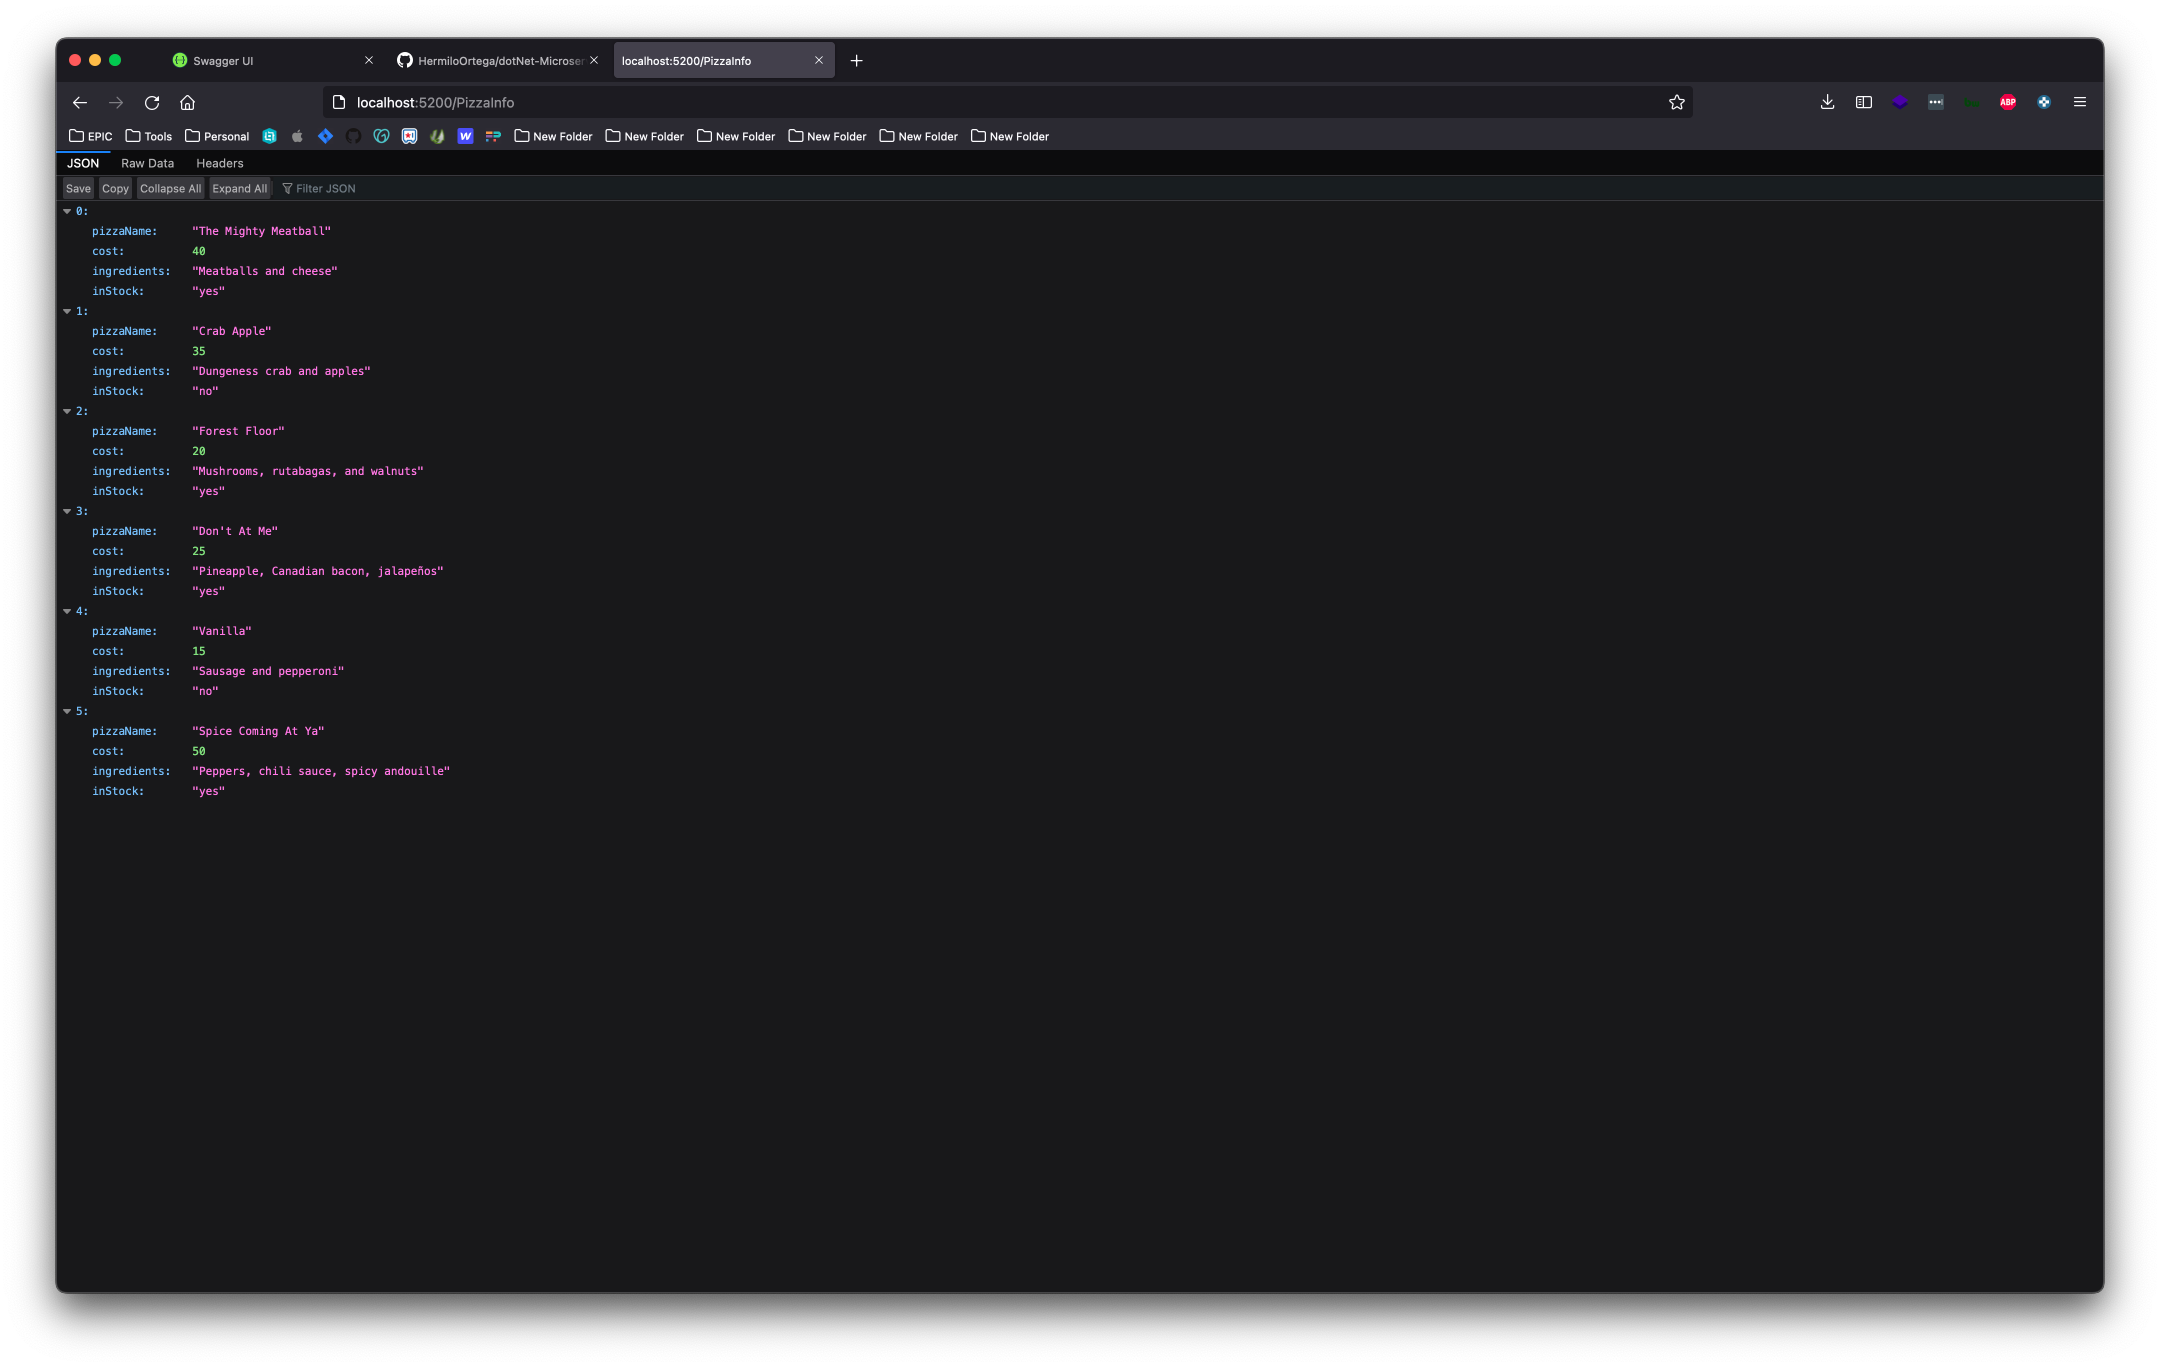 Swagger UI
HermiloOrtega/dotNet-Microser
localhost:5200/PizzaInfo
localhost:5200/PizzaInfo
ABP
EPIC Tools Personal New Folder New Folder New Folder New Folder New Folder New Folder
JSON Raw Data Headers
Save Copy Collapse All Expand All Filter JSON
0:
pizzaName: "The Mighty Meatball"
cost: 40
ingredients: "Meatballs and cheese"
inStock: "yes"
1:
pizzaName: "Crab Apple"
cost: 35
ingredients: "Dungeness crab and apples"
inStock: "no"
2:
pizzaName: "Forest Floor"
cost: 20
ingredients: "Mushrooms, rutabagas, and walnuts"
inStock: "yes"
3:
pizzaName: "Don't At Me"
cost: 25
ingredients: "Pineapple, Canadian bacon, jalapeños"
inStock: "yes"
4:
pizzaName: "Vanilla"
cost: 15
ingredients: "Sausage and pepperoni"
inStock: "no"
5:
pizzaName: "Spice Coming At Ya"
cost: 50
ingredients: "Peppers, chili sauce, spicy andouille"
inStock: "yes"